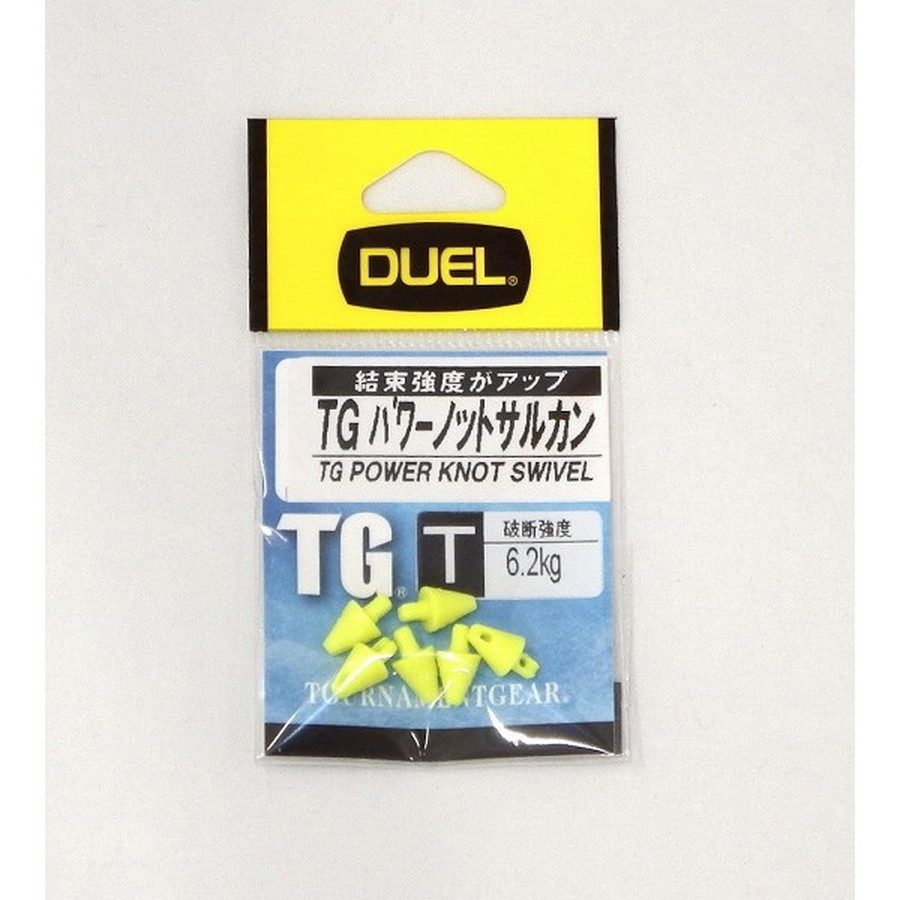 DUEL®
結束強度がアップ
TG パワーノットサルカン
TG POWER KNOT SWIVEL
TG®
T
破断強度
6.2kg
TOURNAMENTGEAR®